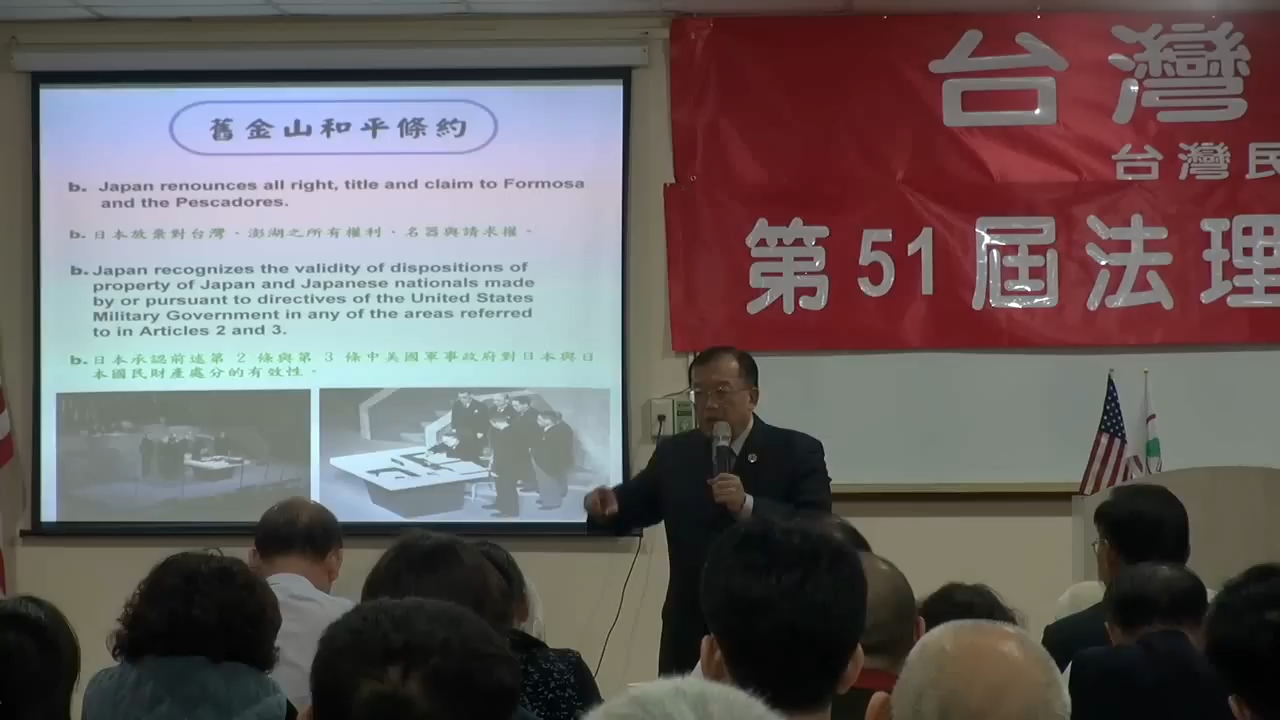 舊金山和平條約
b. Japan renounces all right, title and claim to Formosa
and the Pescadores.
b. 日本放棄對台灣、澎湖之所有權利、名器與請求權。
b. Japan recognizes the validity of dispositions of
property of Japan and Japanese nationals made
by or pursuant to directives of the United States
Military Government in any of the areas referred
to in Articles 2 and 3.
b. 日本承認前述第 2 條與第 3 條中美國軍事政府對日本與日
本國民財產處分的有效性。
台灣
台灣民
第51屆法理